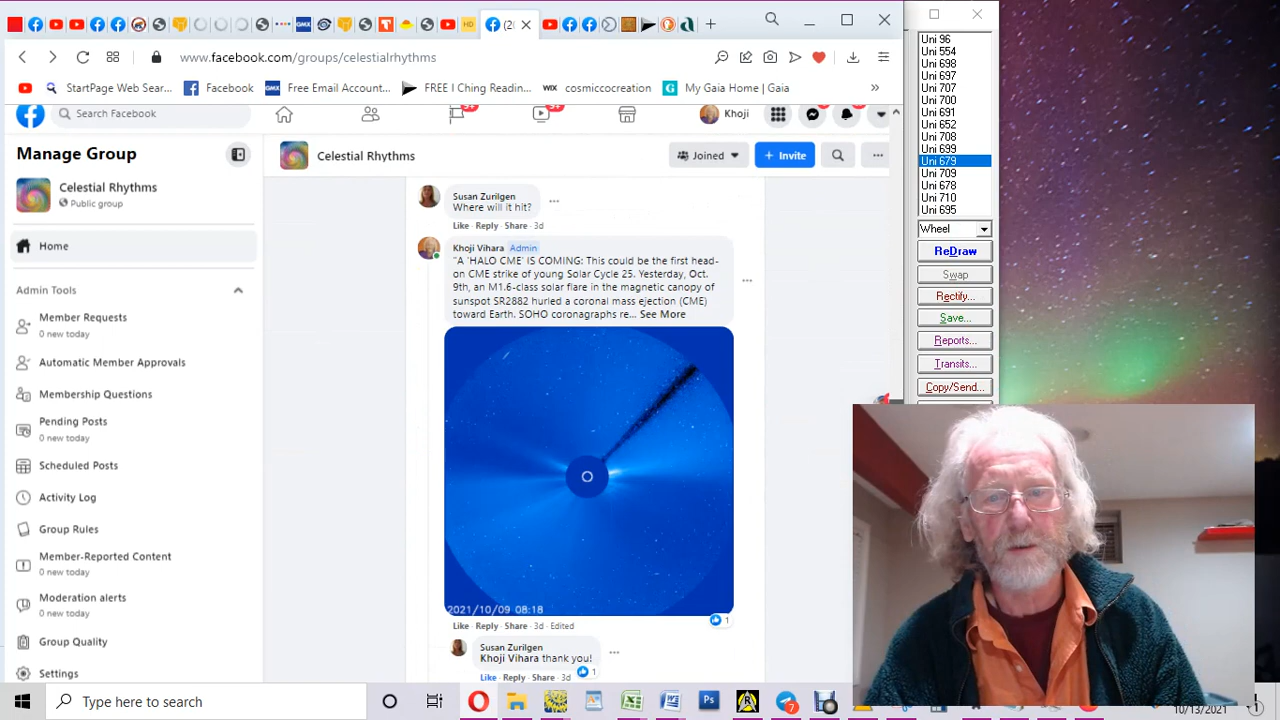 (2
www.facebook.com/groups/celestialrhythms
StartPage Web Sear...
Facebook
GMX
Free Email Account...
FREE I Ching Readin...
WIX
cosmiccocreation
My Gaia Home | Gaia
»
Search Facebook
Khoji
Manage Group
Celestial Rhythms
Public group
Home
Admin Tools
Member Requests
0 new today
Automatic Member Approvals
Membership Questions
Pending Posts
0 new today
Scheduled Posts
Activity Log
Group Rules
Member-Reported Content
0 new today
Moderation alerts
0 new today
Group Quality
Settings
Celestial Rhythms
Joined
+ Invite
Susan Zurilgen
Where will it hit?
Like · Reply · Share · 3d
Khoji Vihara Admin
"A 'HALO CME' IS COMING: This could be the first head-
on CME strike of young Solar Cycle 25. Yesterday, Oct.
9th, an M1.6-class solar flare in the magnetic canopy of
sunspot SR2882 hurled a coronal mass ejection (CME)
toward Earth. SOHO coronagraphs re... See More
2021/10/09 08:18
Like · Reply · Share · 3d · Edited
1
Susan Zurilgen
Khoji Vihara thank you!
1
Like · Reply · Share · 3d
Uni 96
Uni 554
Uni 698
Uni 697
Uni 707
Uni 700
Uni 691
Uni 652
Uni 708
Uni 699
Uni 679
Uni 709
Uni 678
Uni 710
Uni 695
Wheel
ReDraw
Swap
Rectify...
Save...
Reports...
Transits...
Copy/Send...
Type here to search
7
10/13/2021